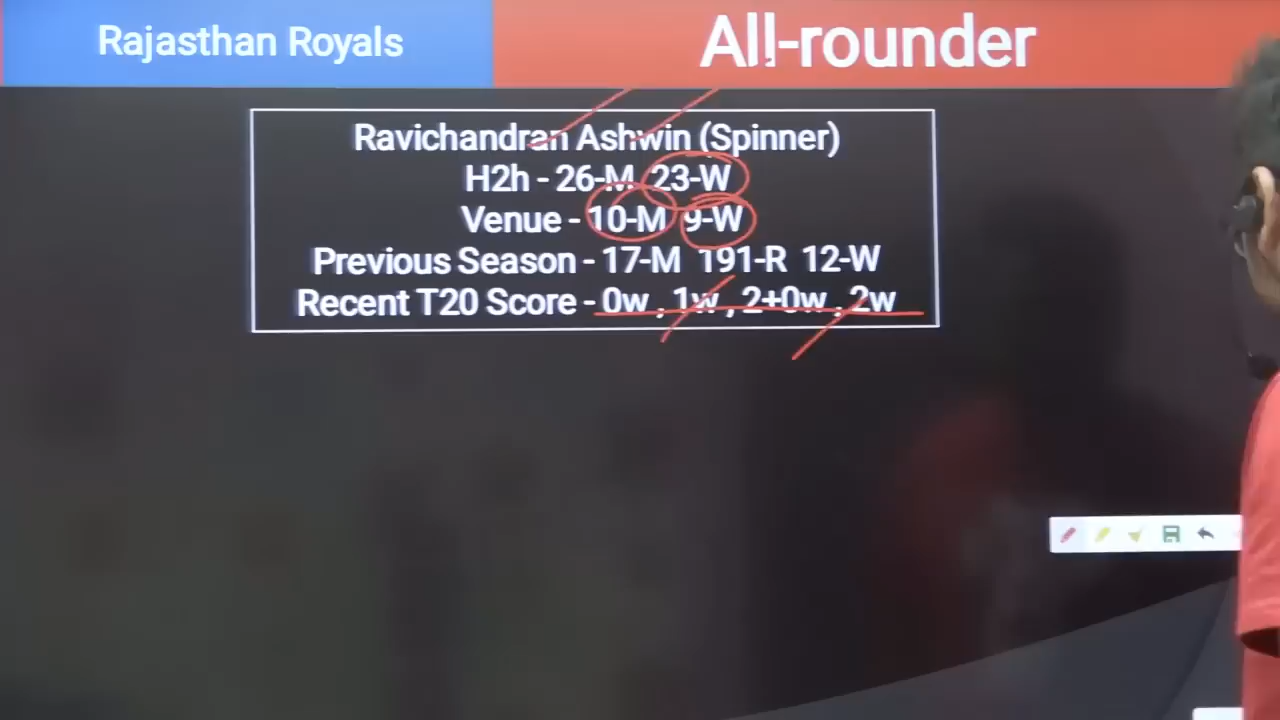 Rajasthan Royals
All-rounder
Ravichandran Ashwin (Spinner)
H2h - 26-M 23-W
Venue - 10-M 9-W
Previous Season - 17-M 191-R 12-W
Recent T20 Score - 0w , 1w , 2+0w , 2w